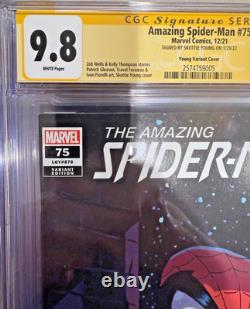 CGC Signature SERIES
9.8
WHITE Pages
Amazing Spider-Man #75
Marvel Comics, 12/21
SIGNED BY SKOTTIE YOUNG ON 1/29/22
Young Variant Cover
Zeb Wells & Kelly Thompson stories
Patrick Gleason, Travel Foreman &
Ivan Fiorelli art, Skottie Young cover
2574759005
MARVEL
75
LGY#876
VARIANT
EDITION
THE AMAZING
SPIDER-M